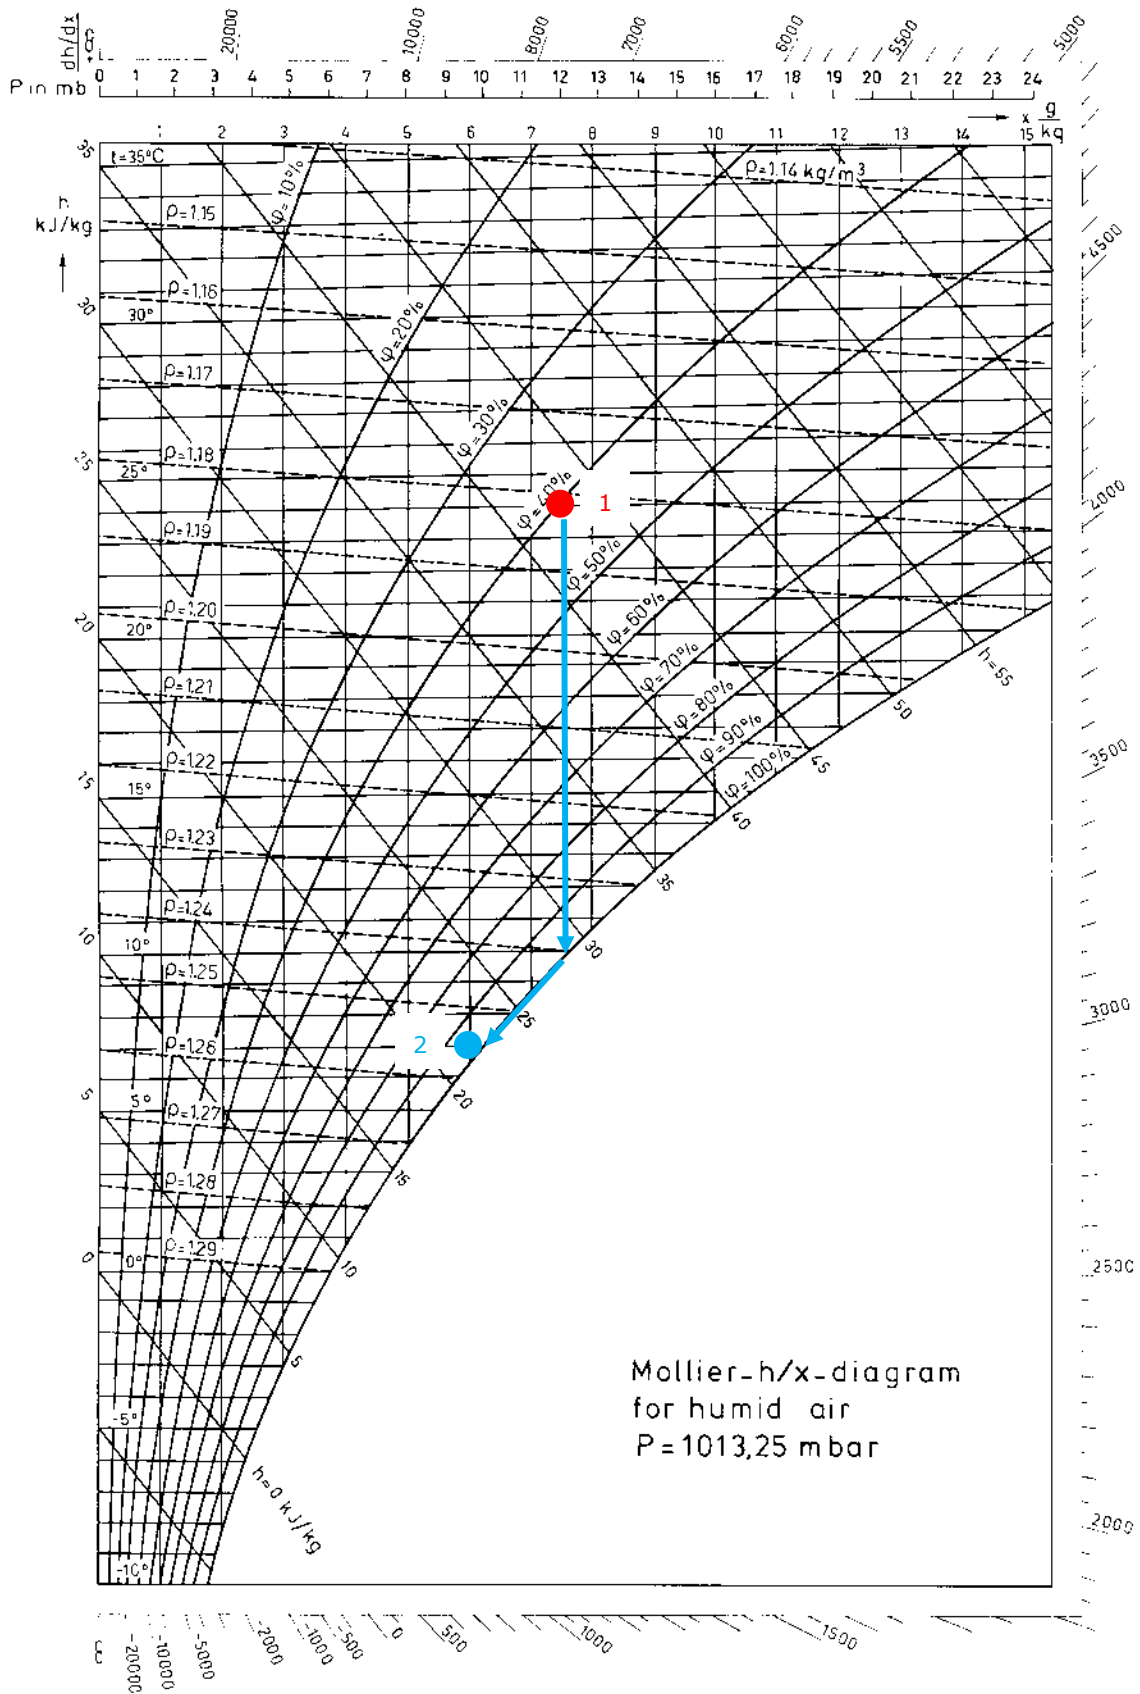 dh/dx
20000 10000 8000 7000 6000 5500 5000
0 1 2 3 4 5 6 7 8 9 10 11 12 13 14 15 16 17 18 19 20 21 22 23 24
P in mb
x g/kg
1 2 3 4 5 6 7 8 9 10 11 12 13 14 15
35
t=35°C
φ=10%
ρ=1.14 kg/m³
h
kJ/kg
ρ=1.15
4500
ρ=1.16
30
30°
φ=20%
ρ=1.17
φ=30%
25
ρ=1.18
25°
φ=40%
1
4000
ρ=1.19
φ=50%
ρ=1.20
20
20°
φ=60%
φ=70%
h=55
ρ=1.21
φ=80%
50
φ=90%
ρ=1.22
φ=100%
45
3500
15
15°
40
ρ=1.23
35
ρ=1.24
10
10°
30
ρ=1.25
25
3000
2
ρ=1.26
5
5°
20
ρ=1.27
ρ=1.28
15
0
0°
ρ=1.29
10
2500
5
Mollier-h/x-diagram
for humid air
P=1013,25 mbar
-5°
h=0 kJ/kg
2000
-10°
-20000 -10000 -5000 -2000 -1000 -500 0 500 1000 1500